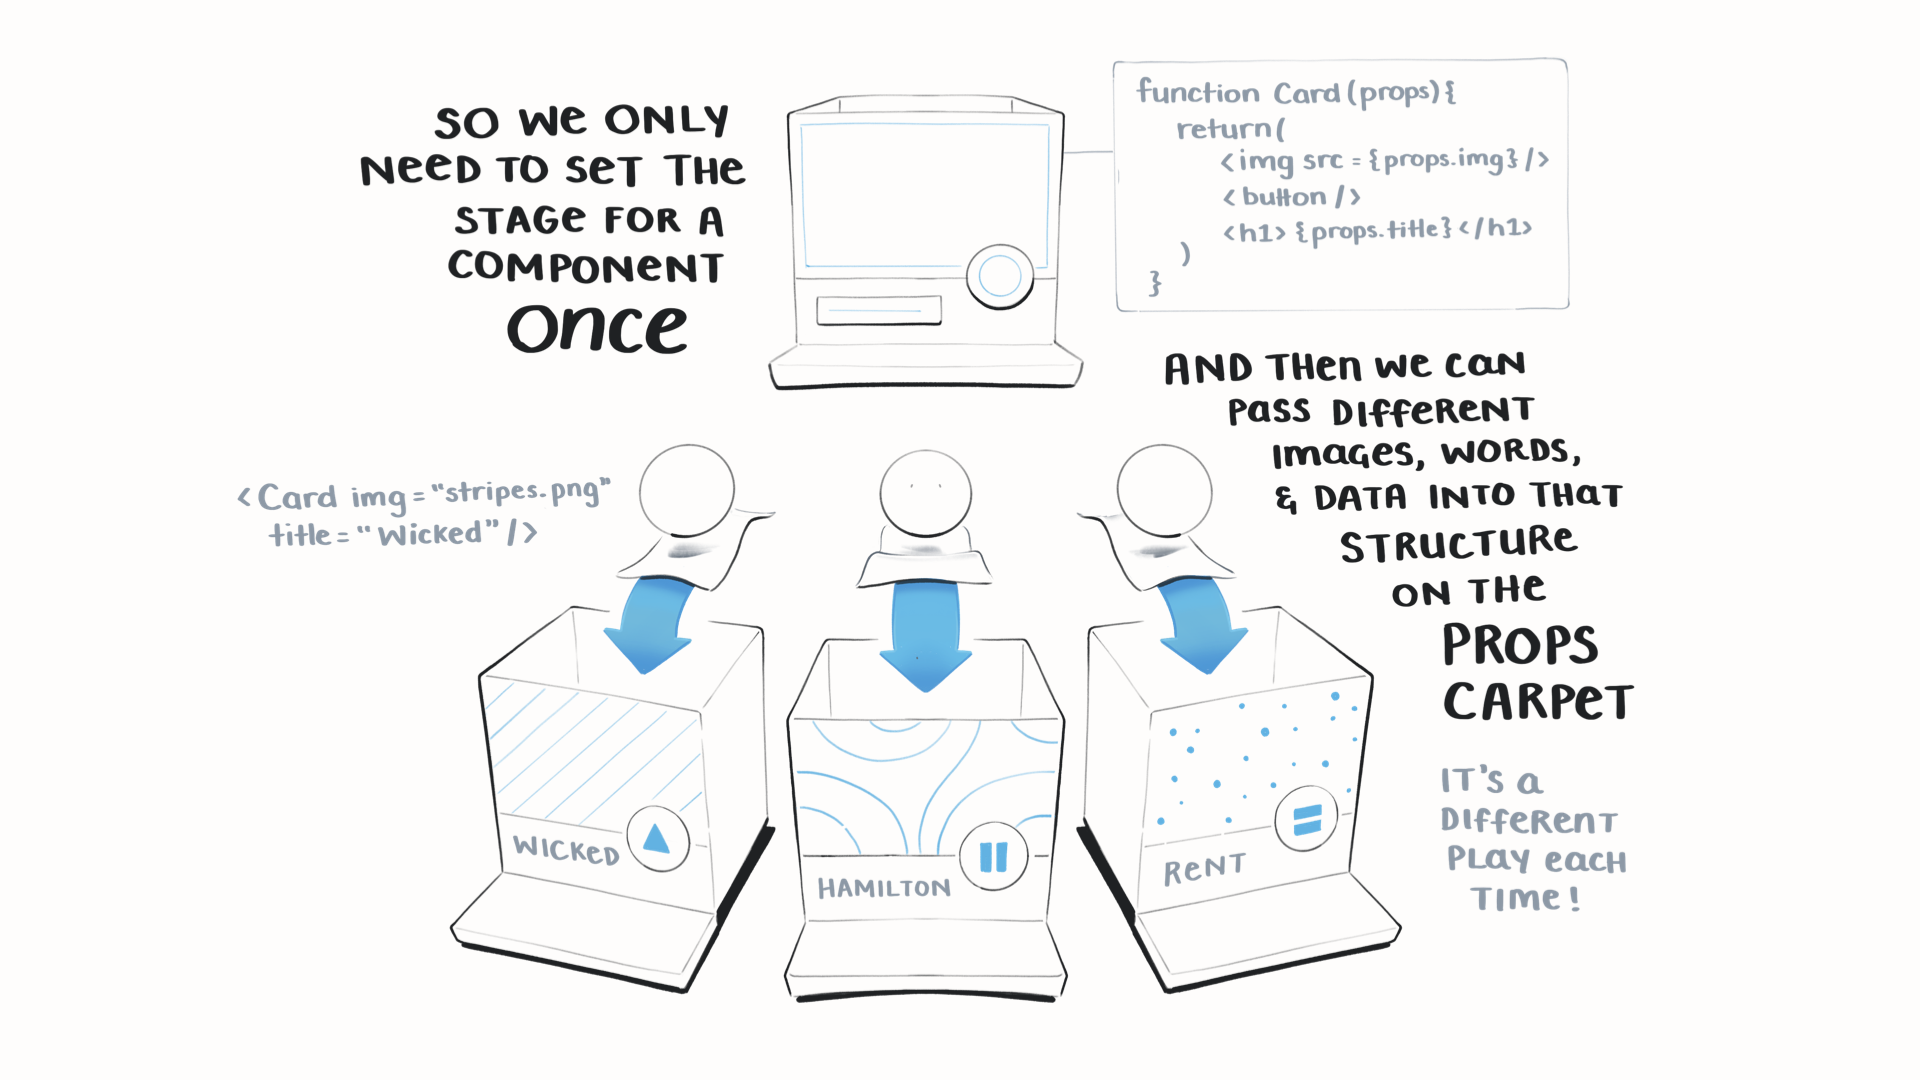 SO WE ONLY
NEED TO SET THE
STAGE FOR A
COMPONENT
ONCE
function Card (props) {
return (
<img src = {props.img} />
<button />
<h1> {props.title} </h1>
)
}
AND THEN WE CAN
PASS DIFFERENT
IMAGES, WORDS,
& DATA INTO THAT
STRUCTURE
ON THE
PROPS
CARPET
<Card img = "stripes.png"
title = "Wicked" />
WICKED
HAMILTON
RENT
IT'S A
DIFFERENT
PLAY EACH
TIME!